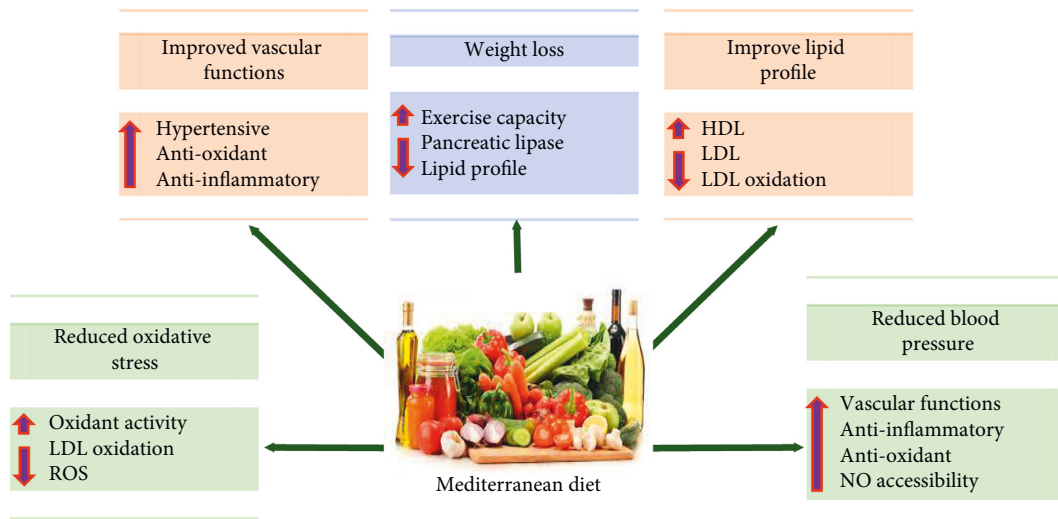 Improved vascular
functions
Hypertensive
Anti-oxidant
Anti-inflammatory
Weight loss
Exercise capacity
Pancreatic lipase
Lipid profile
Improve lipid
profile
HDL
LDL
LDL oxidation
Reduced oxidative
stress
Oxidant activity
LDL oxidation
ROS
Mediterranean diet
Reduced blood
pressure
Vascular functions
Anti-inflammatory
Anti-oxidant
NO accessibility